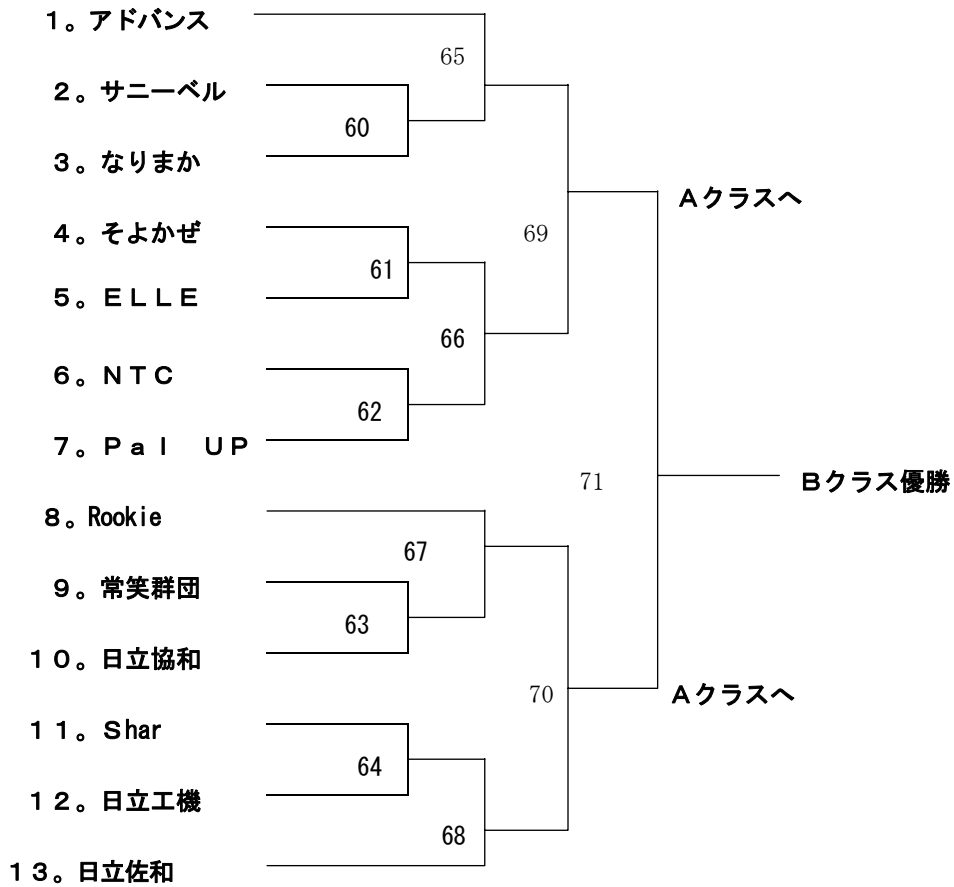 １。アドバンス
65
２。サニーベル
60
３。なりまか
Ａクラスへ
４。そよかぜ
69
61
５。ＥＬＬＥ
66
６。ＮＴＣ
62
７。Ｐａｌ　ＵＰ
71
Ｂクラス優勝
８。Rookie
67
９。常笑群団
63
１０。日立協和
70
Ａクラスへ
１１。Ｓhar
64
１２。日立工機
68
１３。日立佐和